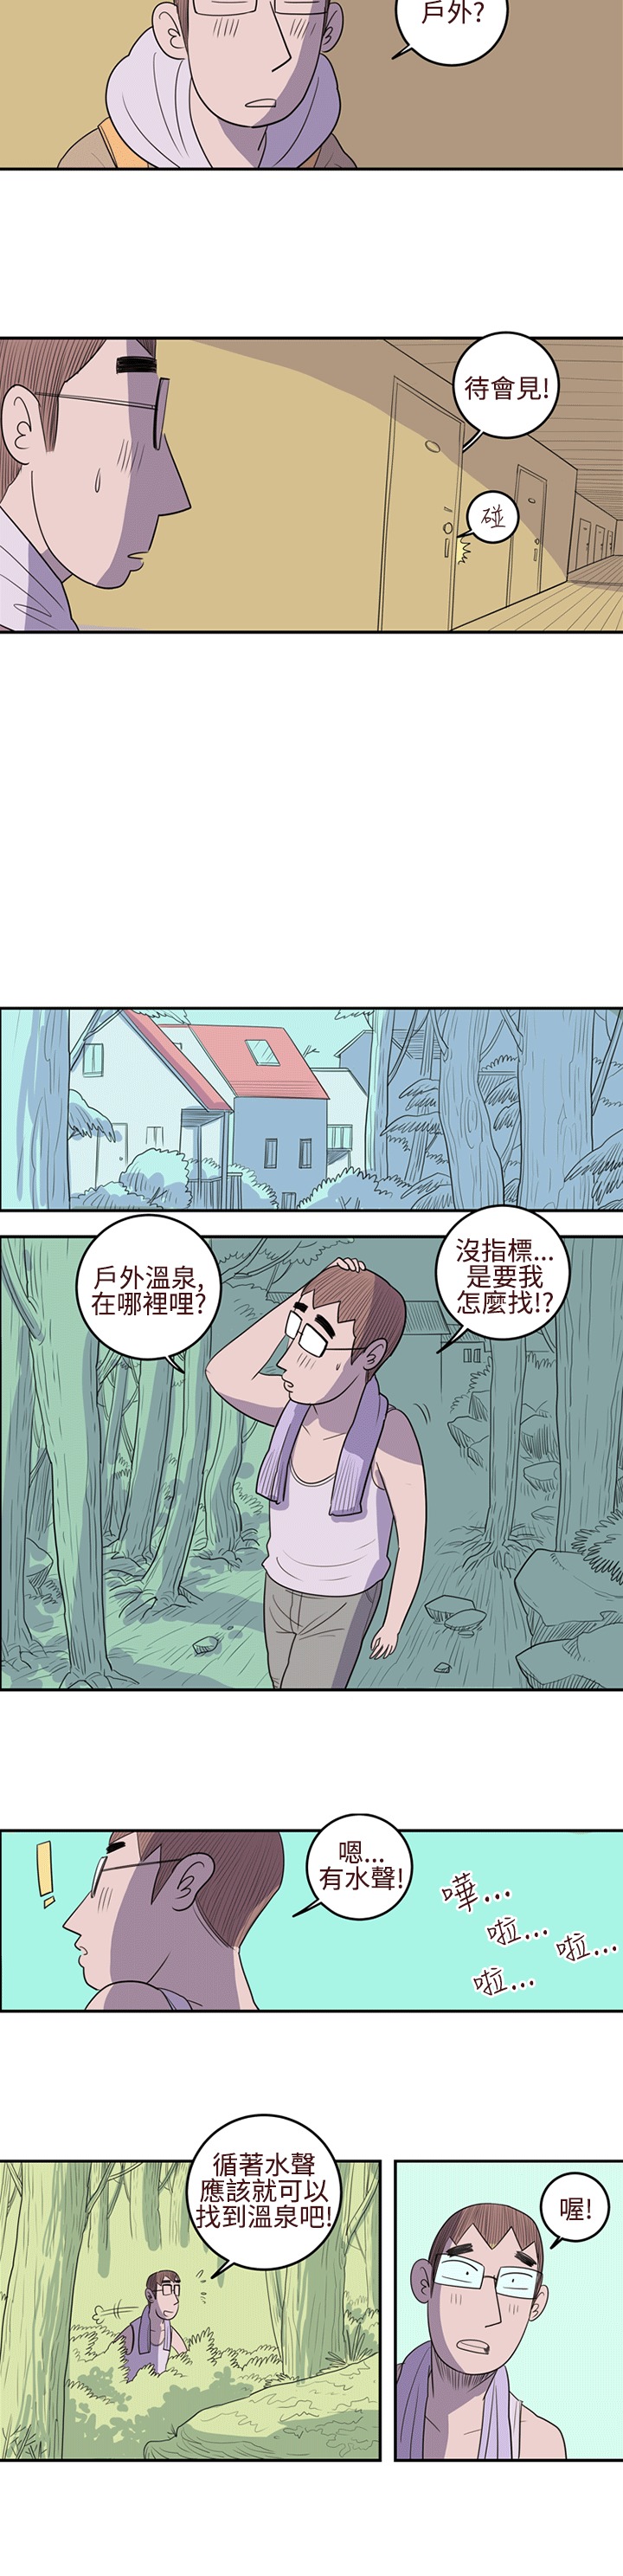 戶外?
待會見!
碰
戶外溫泉,
在哪裡哩?
沒指標...
是要我
怎麼找!?
嗯...
有水聲!
嘩...
啦...
啦...
啦...
循著水聲
應該就可以
找到溫泉吧!
喔!